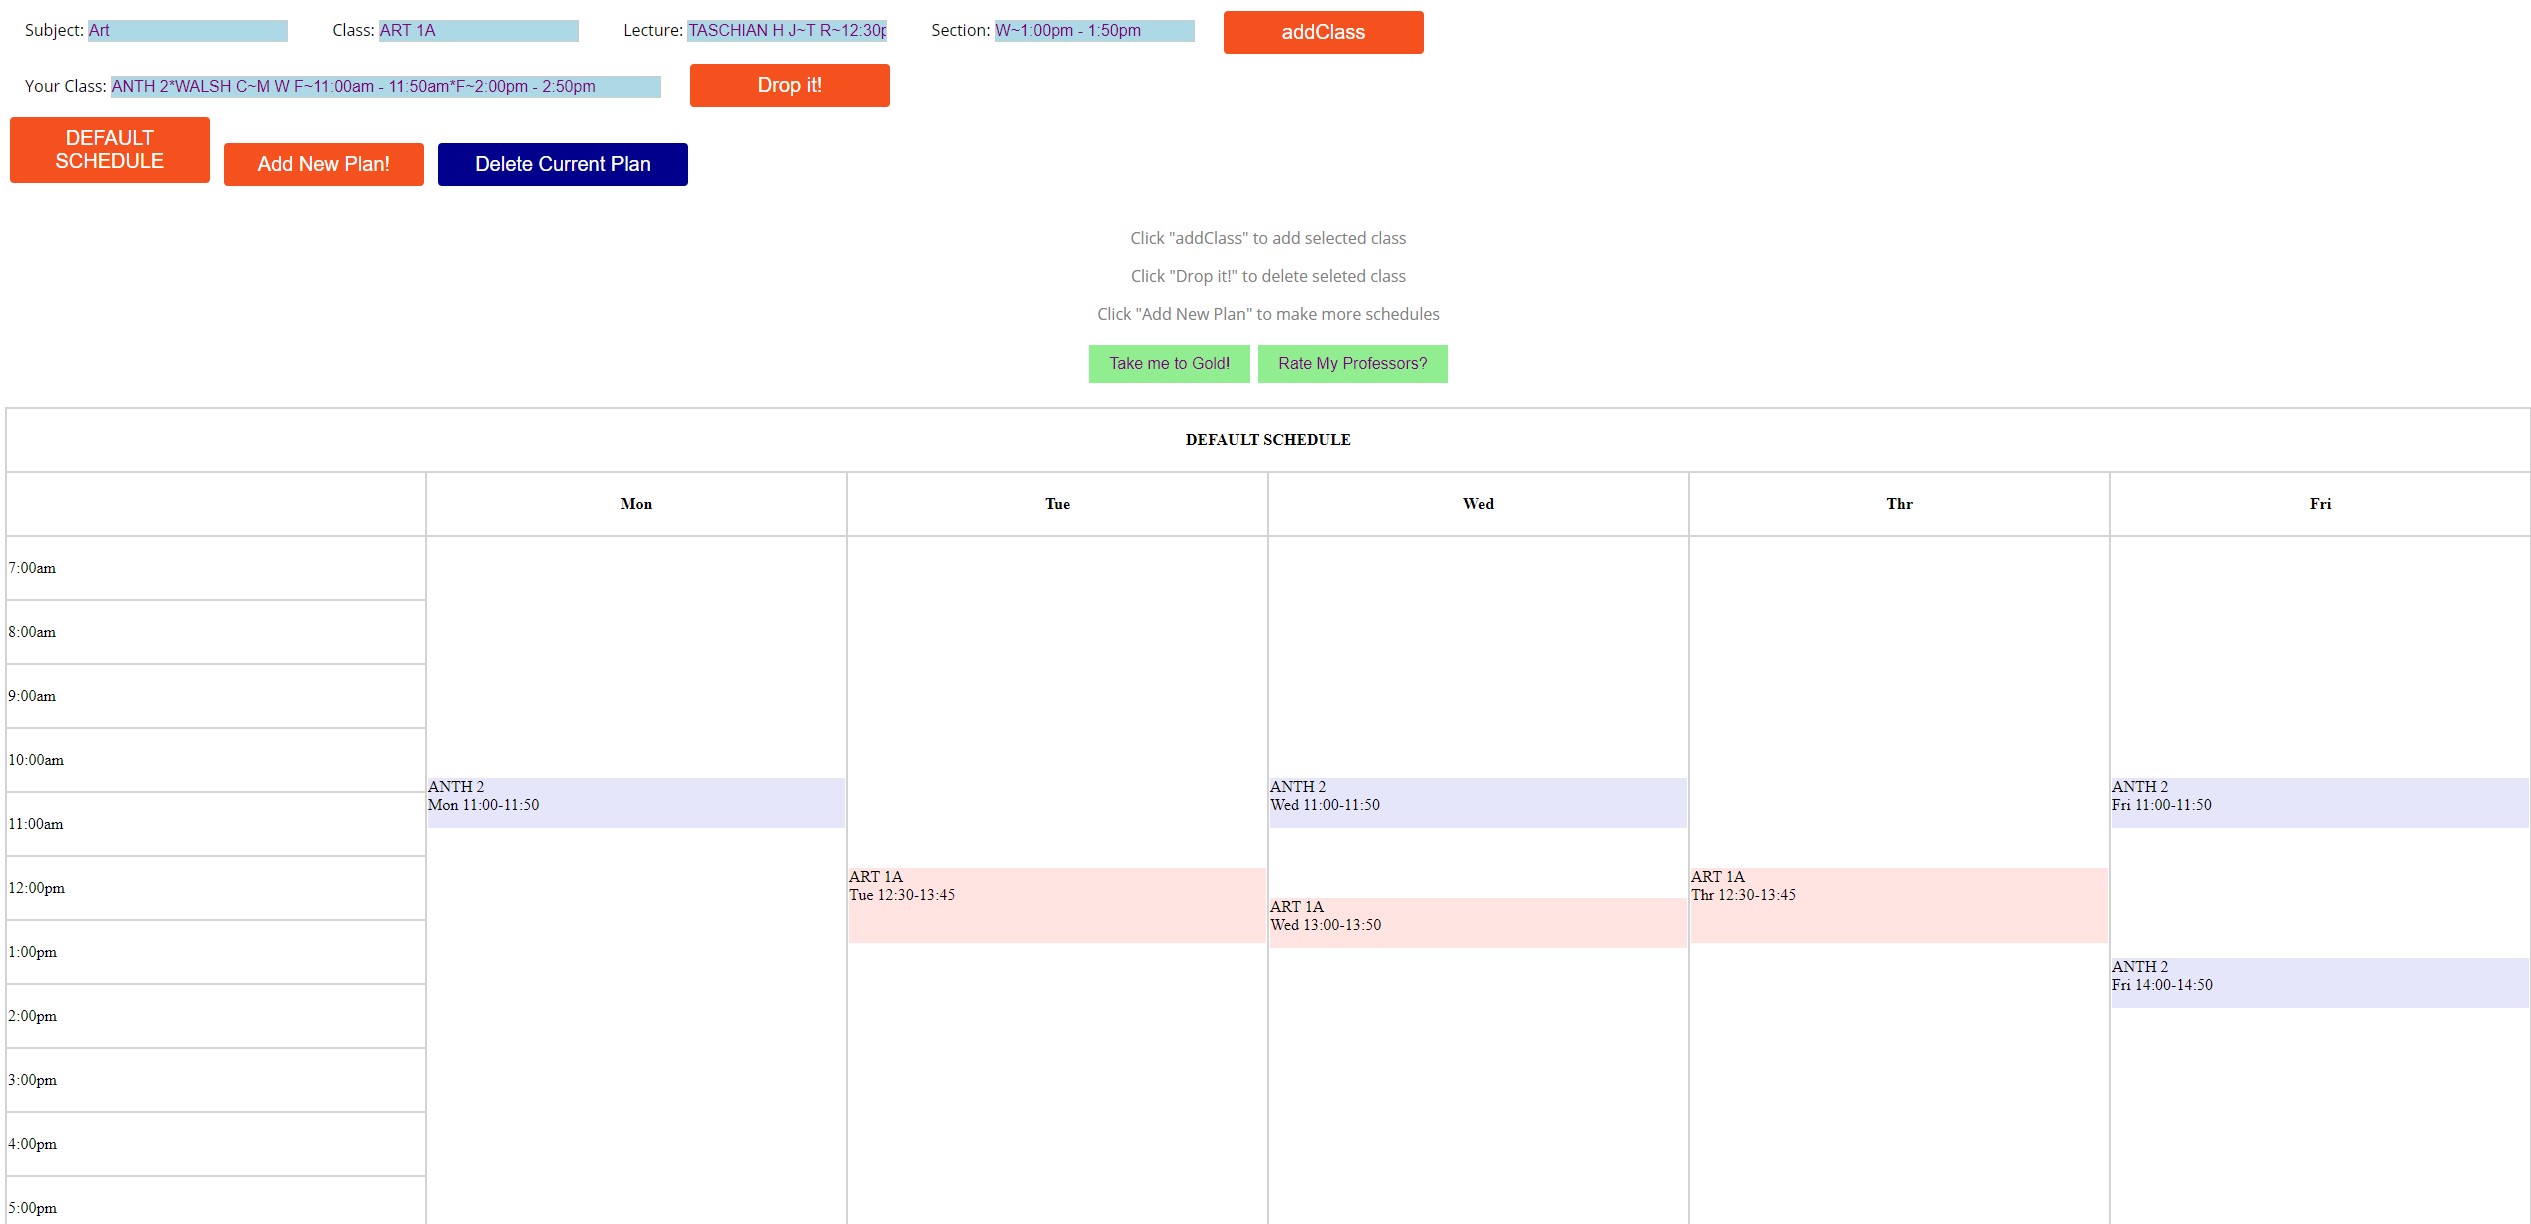 Subject: Art Class: ART 1A Lecture: TASCHIAN H J~T R~12:30p Section: W~1:00pm - 1:50pm addClass
Your Class: ANTH 2*WALSH C~M W F~11:00am - 11:50am*F~2:00pm - 2:50pm Drop it!
DEFAULT
SCHEDULE
Add New Plan! Delete Current Plan
Click "addClass" to add selected class
Click "Drop it!" to delete seleted class
Click "Add New Plan" to make more schedules
Take me to Gold! Rate My Professors?
DEFAULT SCHEDULE
Mon Tue Wed Thr Fri
7:00am
8:00am
9:00am
10:00am
ANTH 2 ANTH 2 ANTH 2
Mon 11:00-11:50 Wed 11:00-11:50 Fri 11:00-11:50
11:00am
ART 1A ART 1A
12:00pm Tue 12:30-13:45 Thr 12:30-13:45
ART 1A
Wed 13:00-13:50
1:00pm
ANTH 2
Fri 14:00-14:50
2:00pm
3:00pm
4:00pm
5:00pm